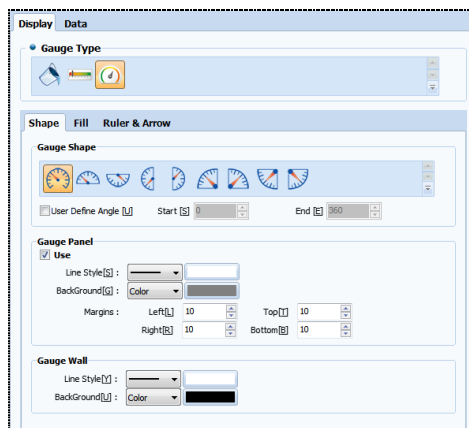 Display Data
Gauge Type
Shape Fill Ruler & Arrow
Gauge Shape
User Define Angle [U] Start [S] 0 End [E] 360
Gauge Panel
Use
Line Style[S] :
BackGround[G] : Color
Margins : Left[L] 10 Top[T] 10
Right[R] 10 Bottom[B] 10
Gauge Wall
Line Style[Y] :
BackGround[U] : Color